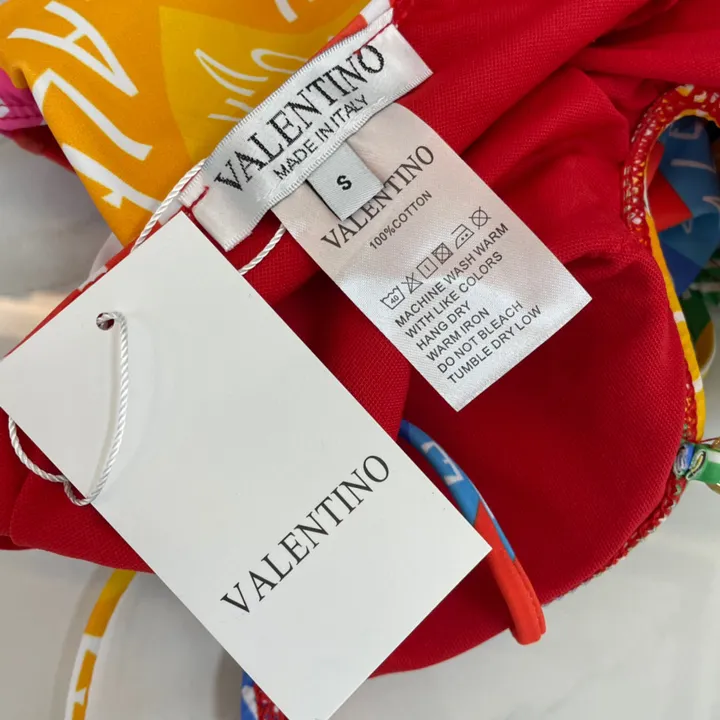 VALENTINO
MADE IN ITALY
S
VALENTINO
100%COTTON
40
MACHINE WASH WARM
WITH LIKE COLORS
HANG DRY
WARM IRON
DO NOT BLEACH
TUMBLE DRY LOW
VALENTINO